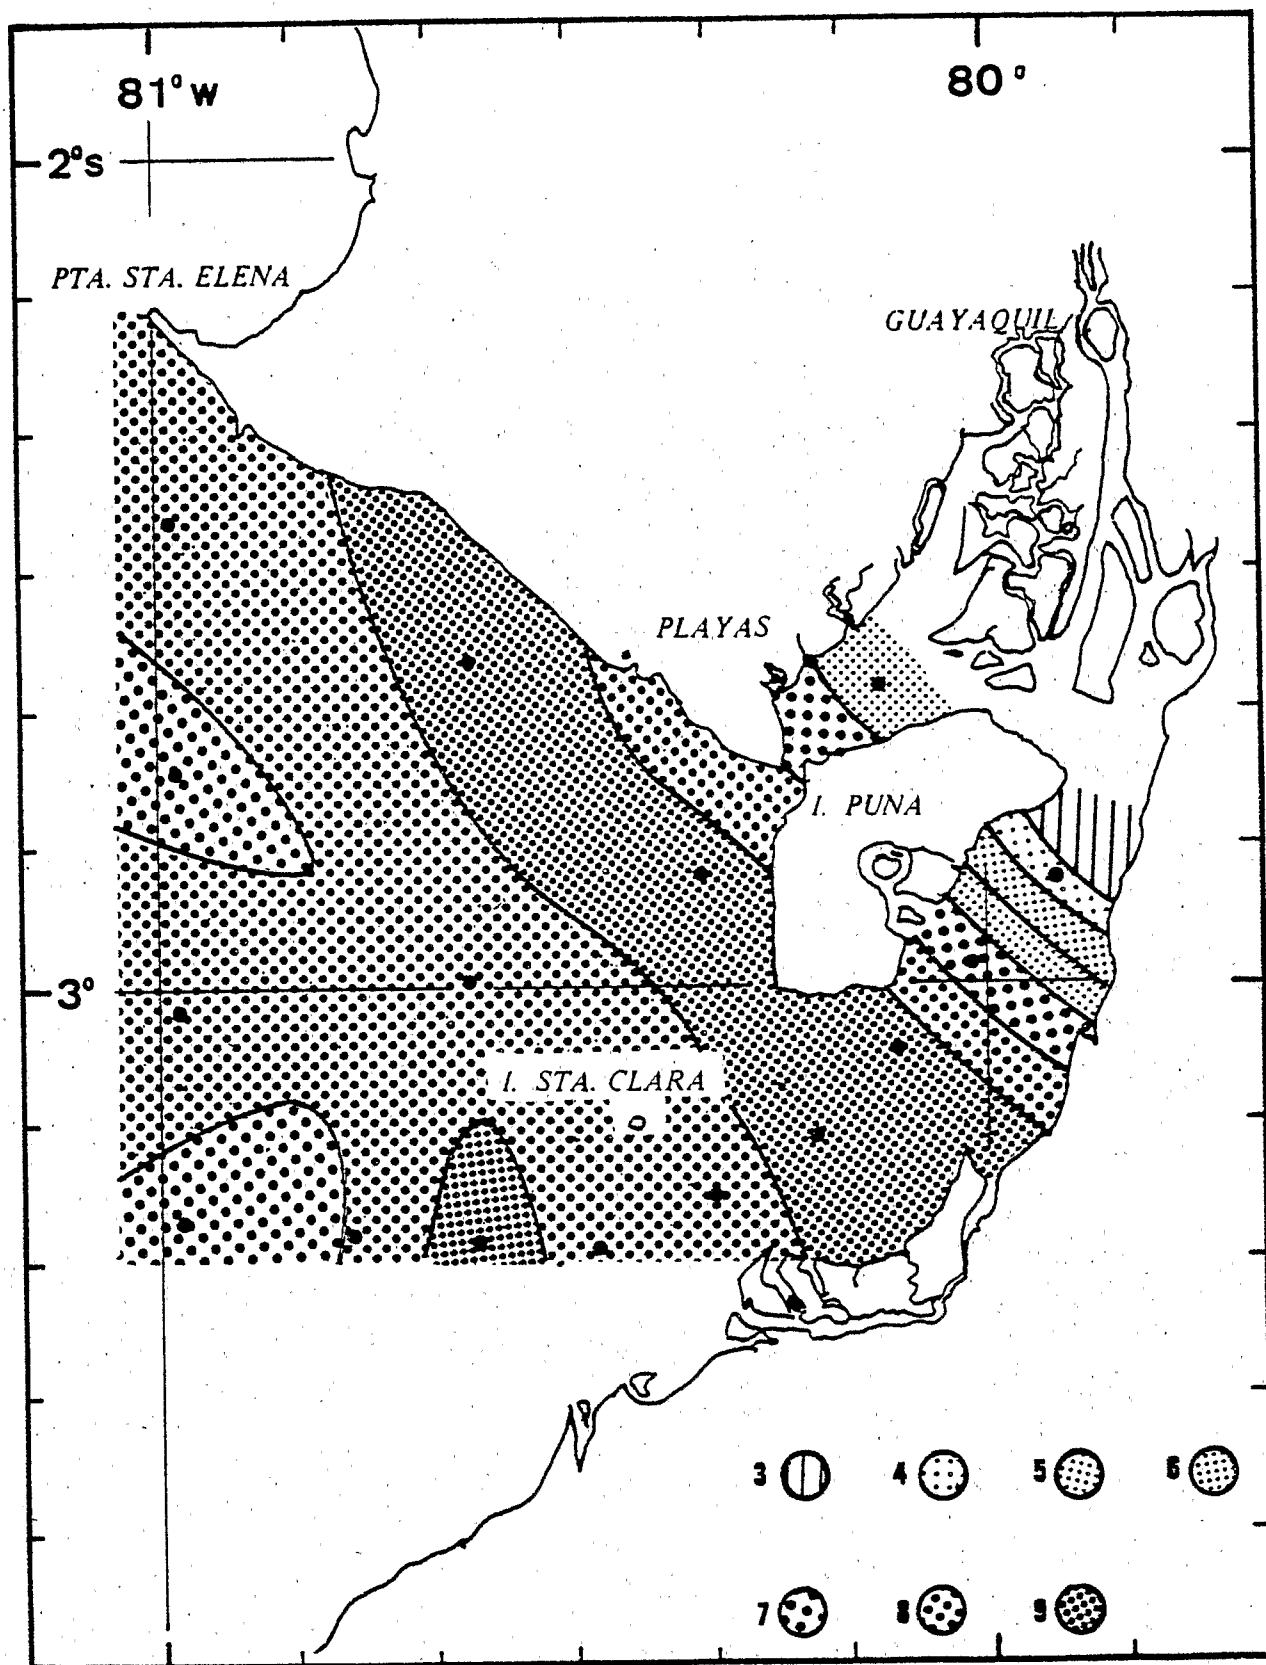 81° W 80°
2°S
PTA. STA. ELENA
GUAYAQUIL
PLAYAS
I. PUNA
3°
I. STA. CLARA
3 4 5 6
7 8 9